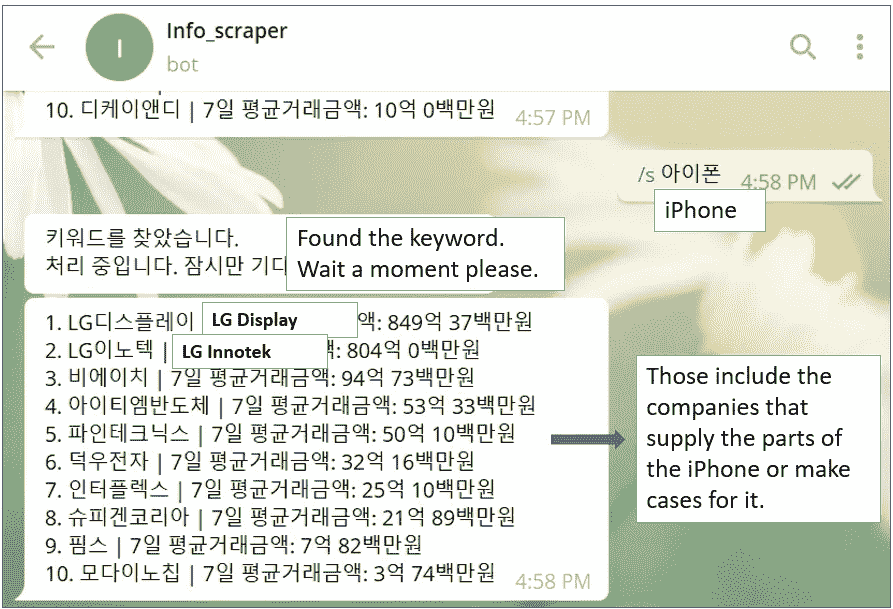 I
Info_scraper
bot
10. 디케이앤디 | 7일 평균거래금액: 10억 0백만원
4:57 PM
/s 아이폰
4:58 PM
iPhone
키워드를 찾았습니다.
처리 중입니다. 잠시만
Found the keyword.
Wait a moment please.
1. LG디스플레이 LG Display 액: 849억 37백만원
2. LG이노텍 | LG Innotek 804억 0백만원
3. 비에이치 | 7일 평균거래금액: 94억 73백만원
4. 아이티엠반도체 | 7일 평균거래금액: 53억 33백만원
5. 파인테크닉스 | 7일 평균거래금액: 50억 10백만원
6. 덕우전자 | 7일 평균거래금액: 32억 16백만원
7. 인터플렉스 | 7일 평균거래금액: 25억 10백만원
8. 슈피겐코리아 | 7일 평균거래금액: 21억 89백만원
9. 핌스 | 7일 평균거래금액: 7억 82백만원
10. 모다이노칩 | 7일 평균거래금액: 3억 74백만원
4:58 PM
Those include the
companies that
supply the parts of
the iPhone or make
cases for it.